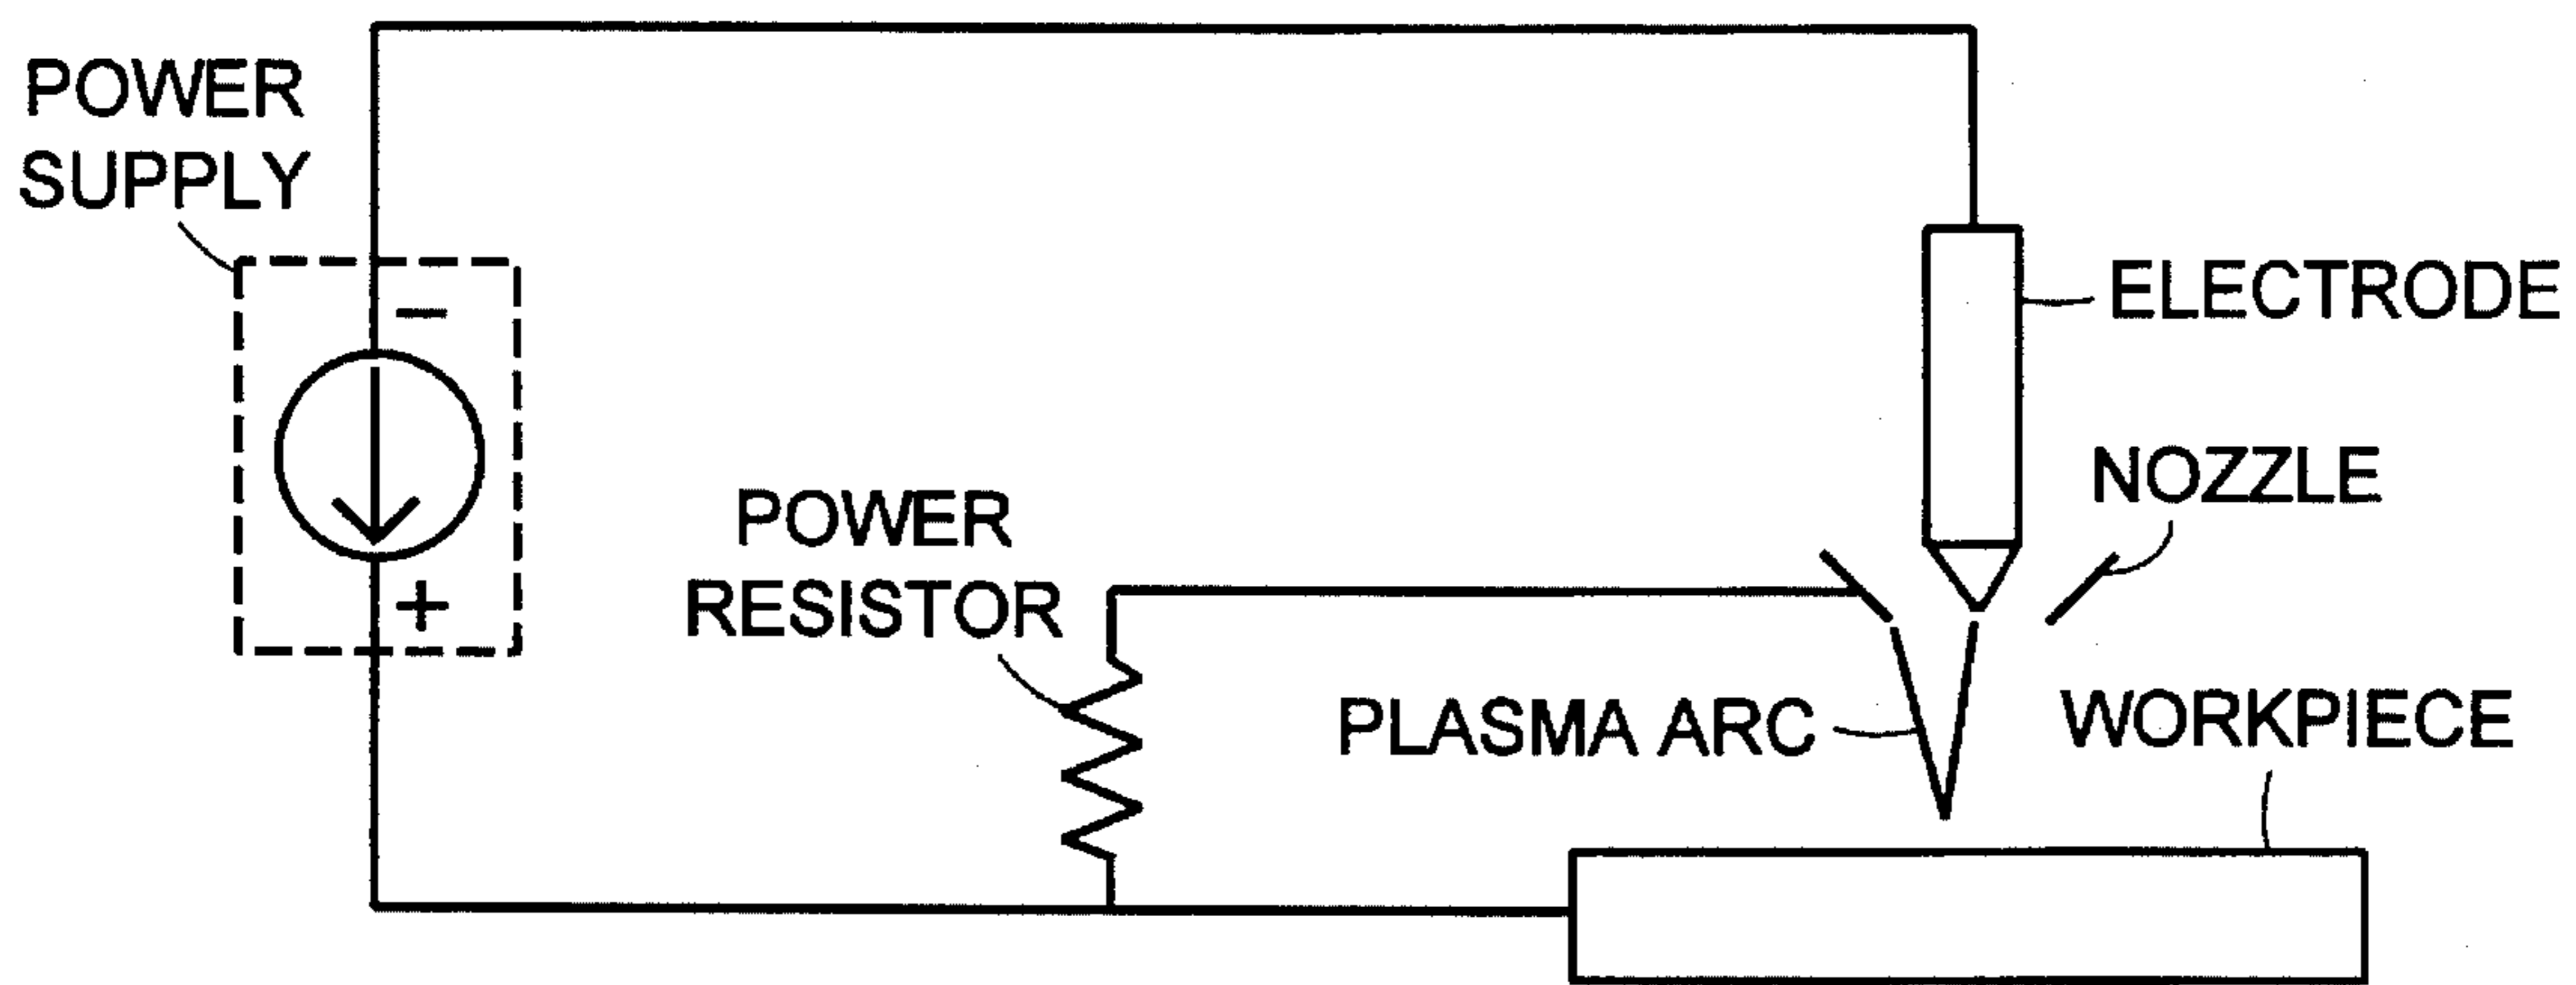 POWER
SUPPLY
−
+
ELECTRODE
NOZZLE
POWER
RESISTOR
PLASMA ARC
WORKPIECE